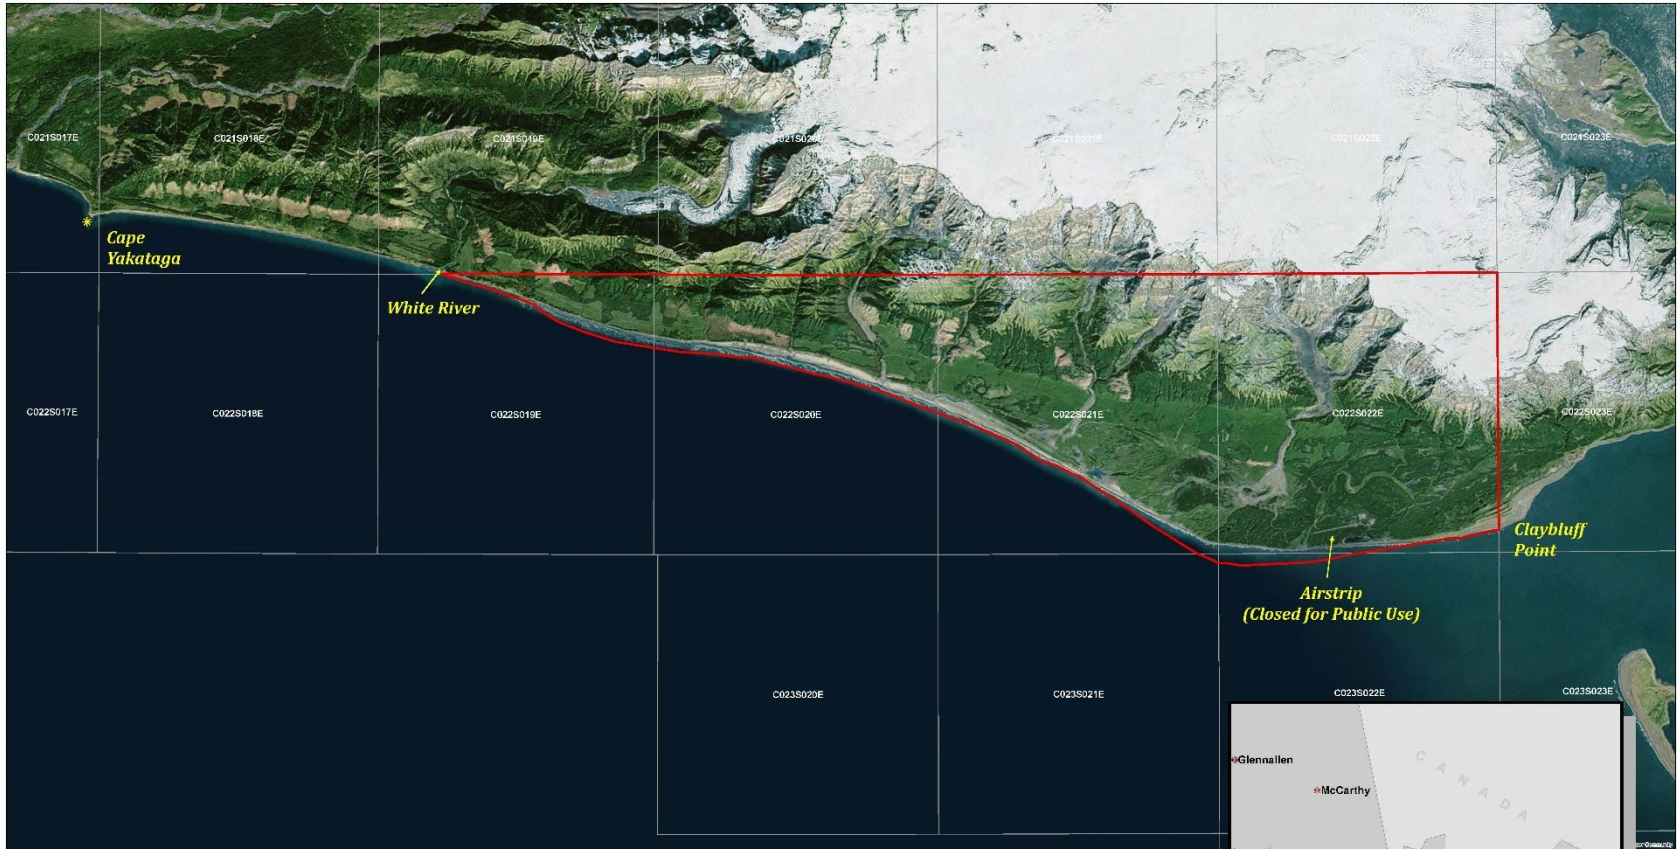 C021S017E
C021S018E
C021S019E
C021S020E
C021S021E
C021S022E
C021S023E
Cape
Yakataga
White River
C022S017E
C022S018E
C022S019E
C022S020E
C022S021E
C022S022E
C022S023E
Claybluff
Point
Airstrip
(Closed for Public Use)
C023S020E
C023S021E
C023S022E
C023S023E
Glennallen
McCarthy
CANADA